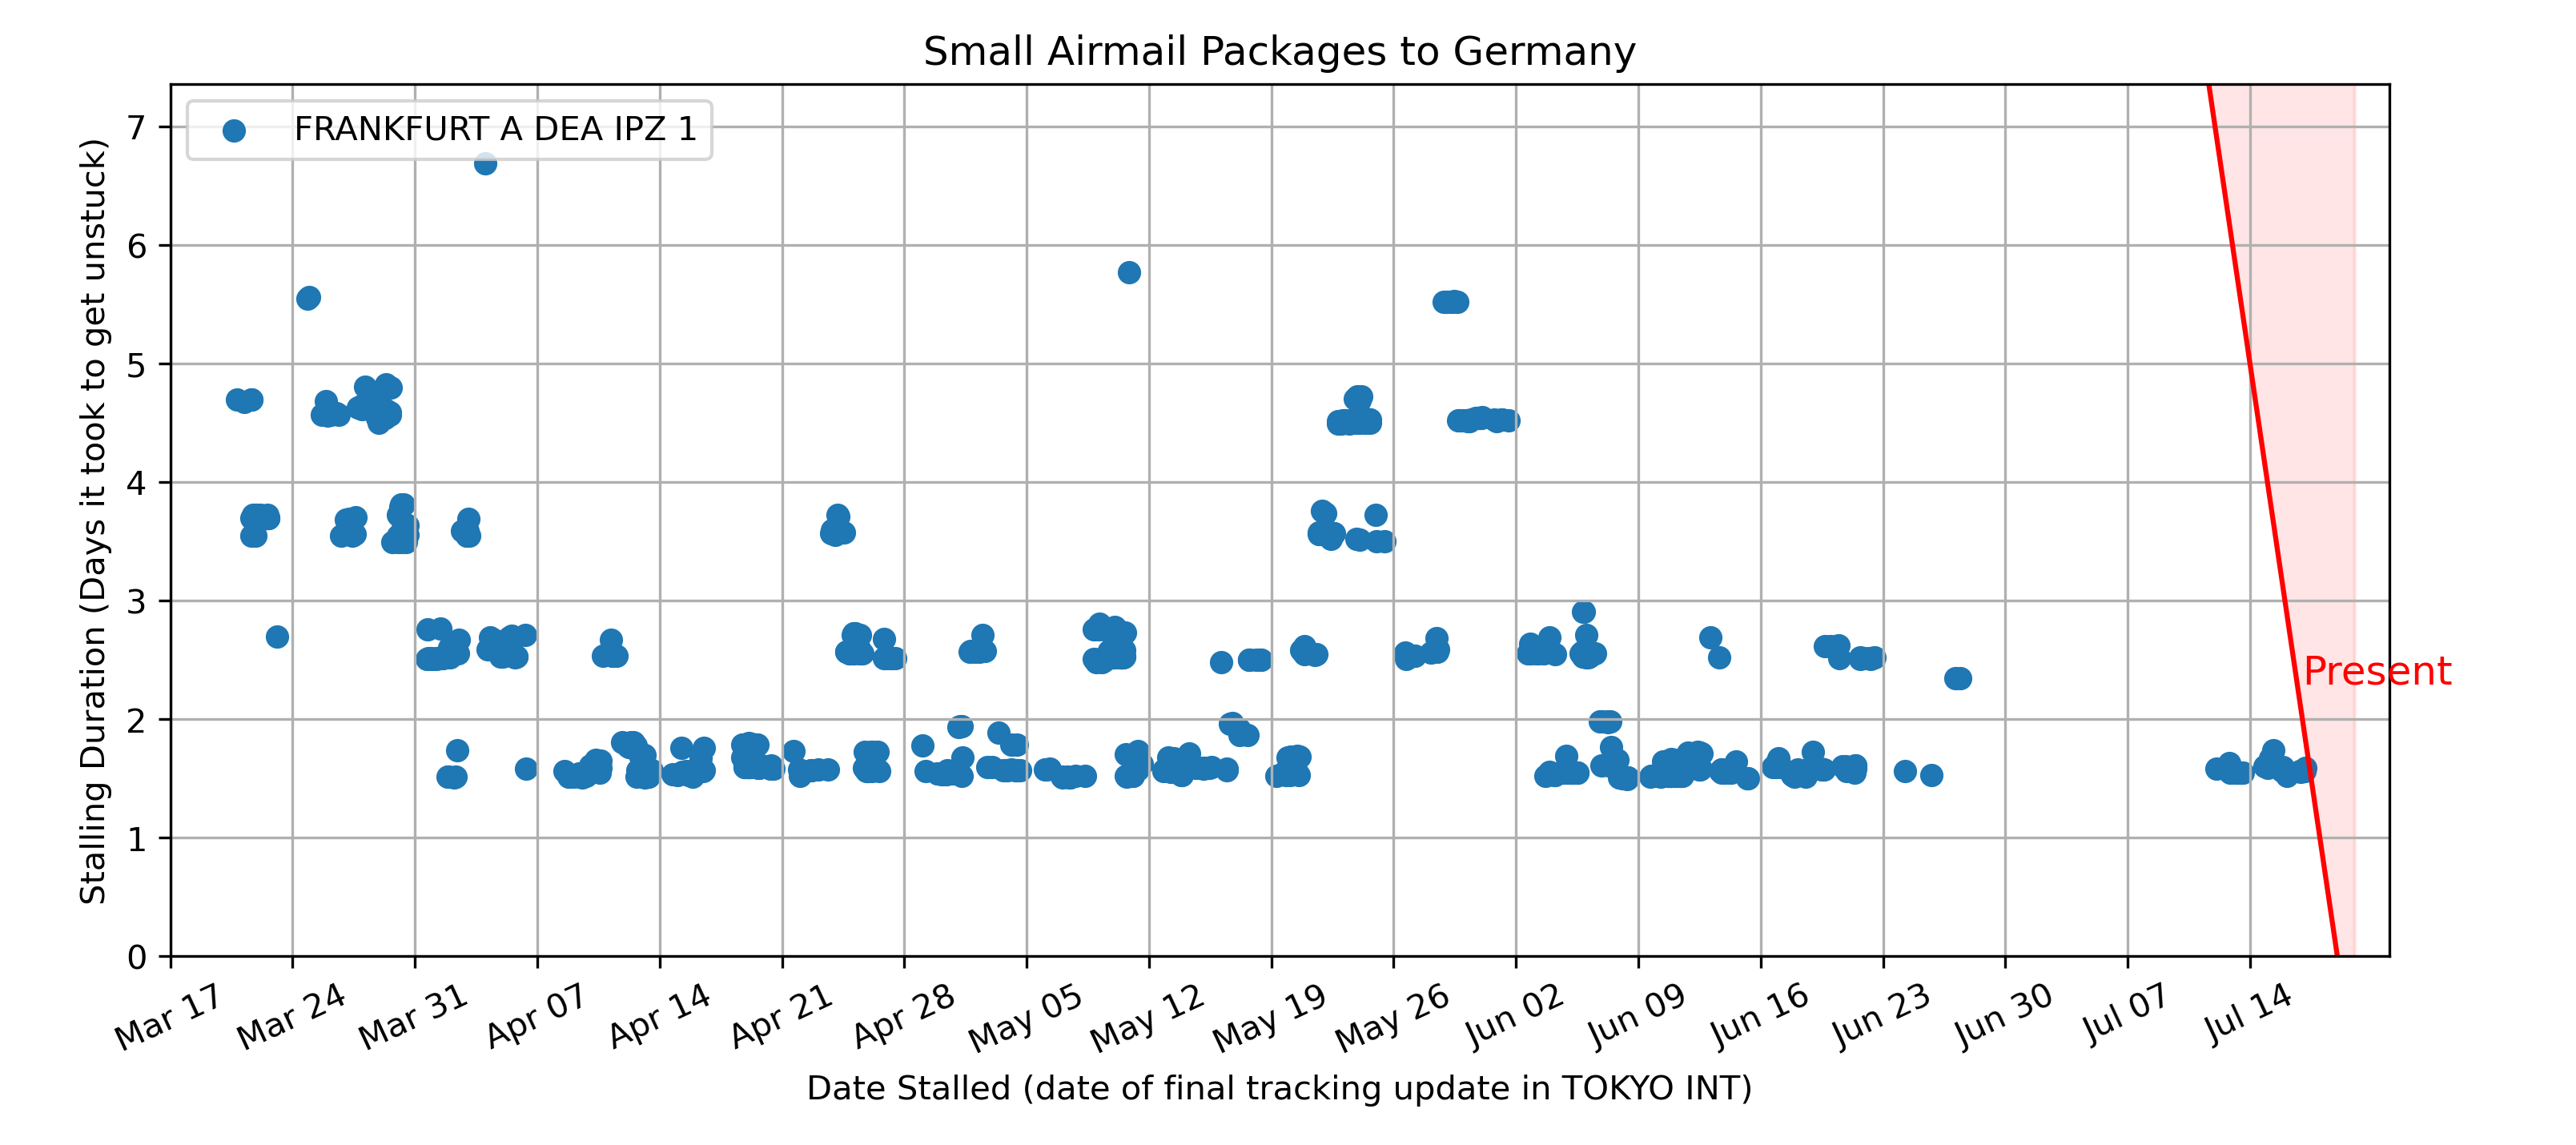 Small Airmail Packages to Germany
FRANKFURT A DEA IPZ 1
Stalling Duration (Days it took to get unstuck)
7
6
5
4
3
2
1
0
Present
Mar 17
Mar 24
Mar 31
Apr 07
Apr 14
Apr 21
Apr 28
May 05
May 12
May 19
May 26
Jun 02
Jun 09
Jun 16
Jun 23
Jun 30
Jul 07
Jul 14
Date Stalled (date of final tracking update in TOKYO INT)